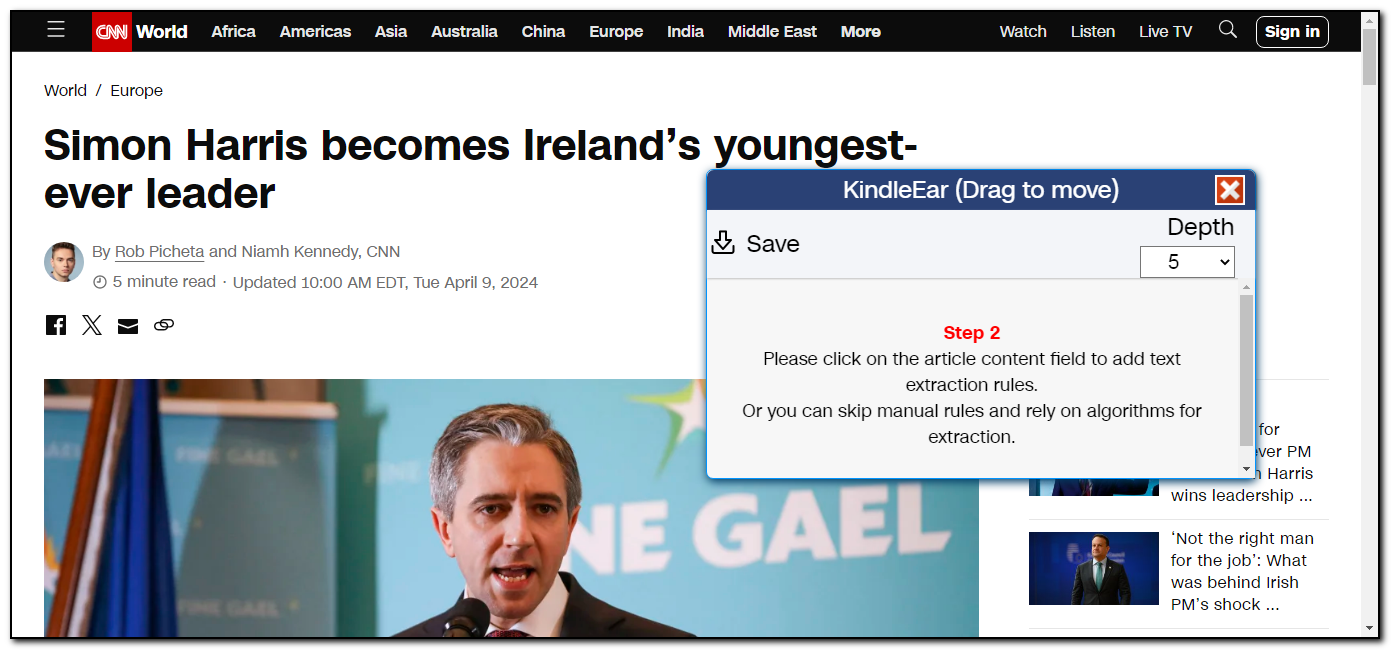 CNN World Africa Americas Asia Australia China Europe India Middle East More Watch Listen Live TV Sign in
World / Europe
Simon Harris becomes Ireland’s youngest-
ever leader
By Rob Picheta and Niamh Kennedy, CNN
5 minute read · Updated 10:00 AM EDT, Tue April 9, 2024
KindleEar (Drag to move)
Save
Depth
5
Step 2
Please click on the article content field to add text
extraction rules.
Or you can skip manual rules and rely on algorithms for
extraction.
FINE GAEL
FINE GAEL
INE GAEL
for
ever PM
Harris
wins leadership ...
‘Not the right man
for the job’: What
was behind Irish
PM’s shock ...